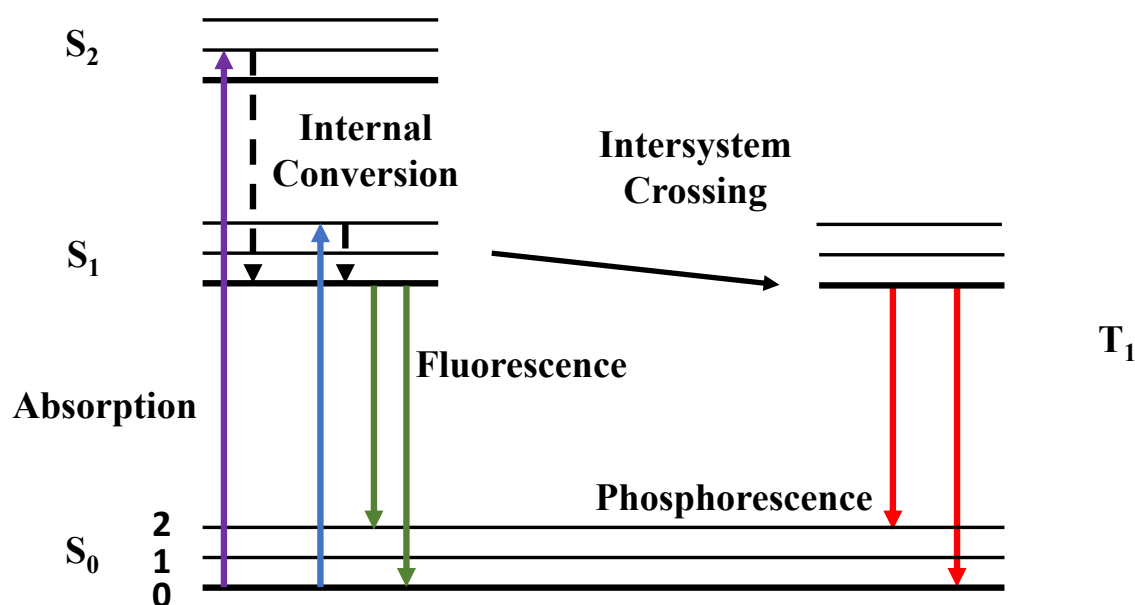 S₂
Internal
Conversion
Intersystem
Crossing
S₁
T₁
Fluorescence
Absorption
Phosphorescence
S₀
2
1
0